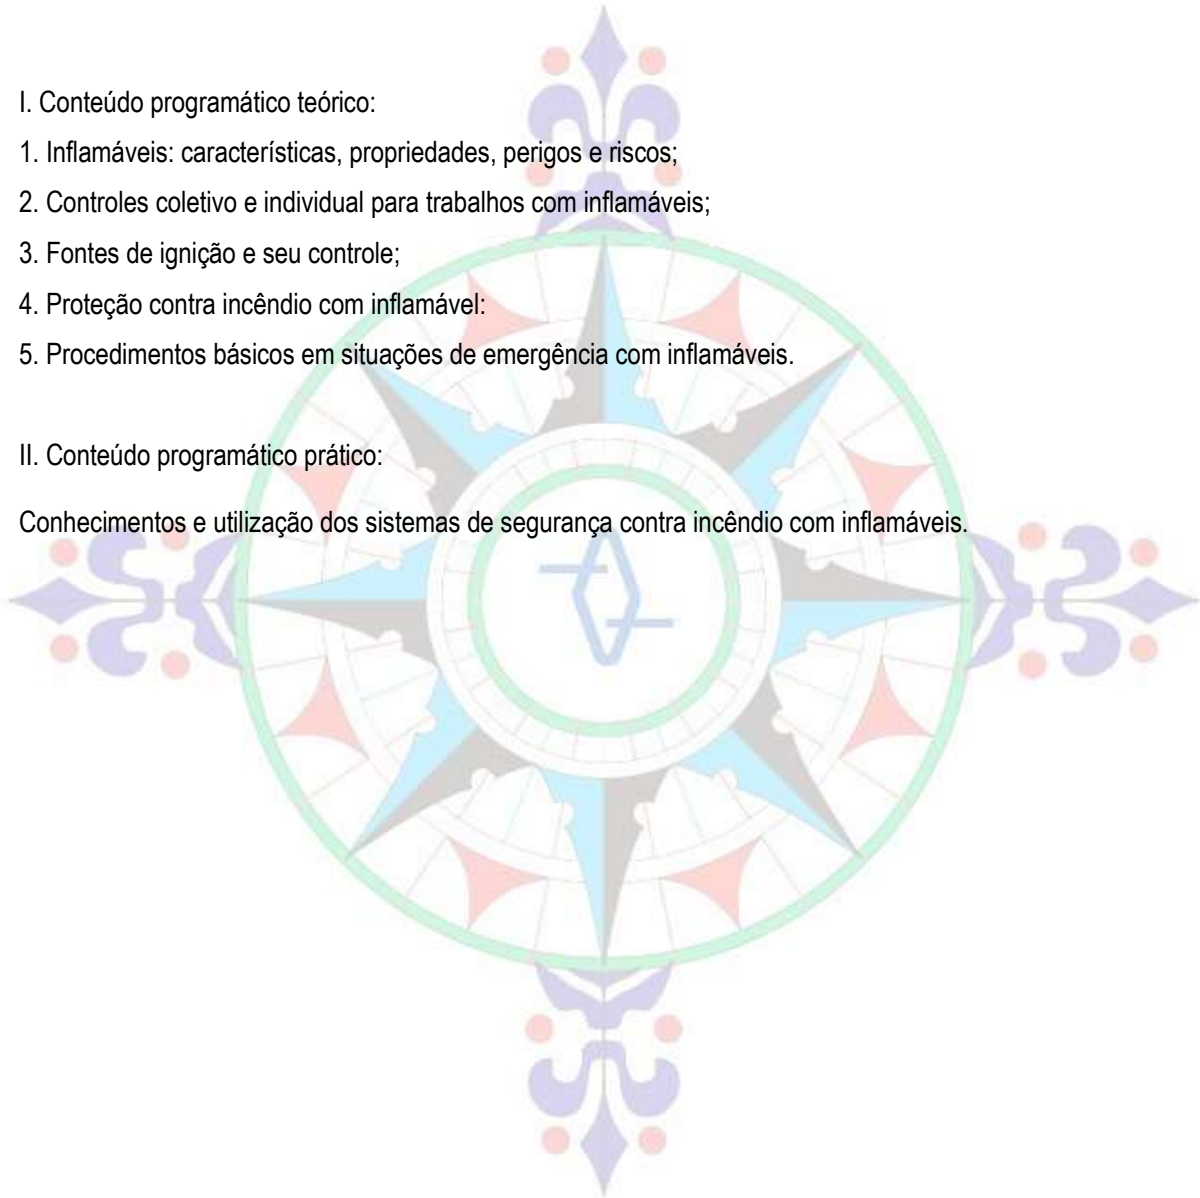 I. Conteúdo programático teórico:
1. Inflamáveis: características, propriedades, perigos e riscos;
2. Controles coletivo e individual para trabalhos com inflamáveis;
3. Fontes de ignição e seu controle;
4. Proteção contra incêndio com inflamável:
5. Procedimentos básicos em situações de emergência com inflamáveis.
II. Conteúdo programático prático:
Conhecimentos e utilização dos sistemas de segurança contra incêndio com inflamáveis.